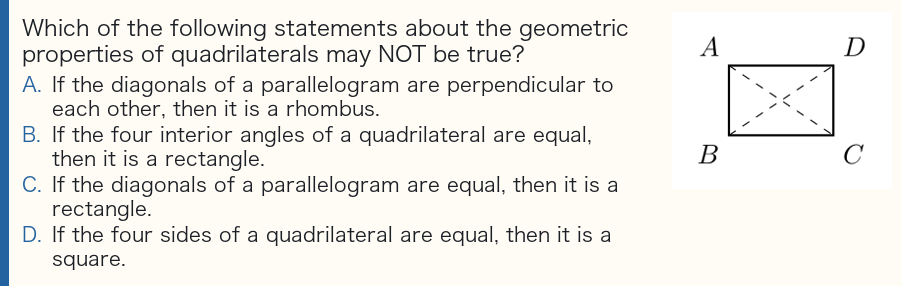 Which of the following statements about the geometric
properties of quadrilaterals may NOT be true?
A. If the diagonals of a parallelogram are perpendicular to
each other, then it is a rhombus.
B. If the four interior angles of a quadrilateral are equal,
then it is a rectangle.
C. If the diagonals of a parallelogram are equal, then it is a
rectangle.
D. If the four sides of a quadrilateral are equal, then it is a
square.
A D
B C